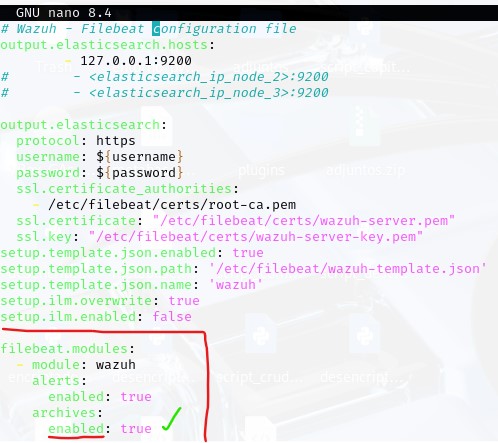 GNU nano 8.4
# Wazuh - Filebeat configuration file
output.elasticsearch.hosts:
        - 127.0.0.1:9200
#        - <elasticsearch_ip_node_2>:9200
#        - <elasticsearch_ip_node_3>:9200

output.elasticsearch:
  protocol: https
  username: ${username}
  password: ${password}
  ssl.certificate_authorities:
    - /etc/filebeat/certs/root-ca.pem
  ssl.certificate: "/etc/filebeat/certs/wazuh-server.pem"
  ssl.key: "/etc/filebeat/certs/wazuh-server-key.pem"
setup.template.json.enabled: true
setup.template.json.path: '/etc/filebeat/wazuh-template.json'
setup.template.json.name: 'wazuh'
setup.ilm.overwrite: true
setup.ilm.enabled: false

filebeat.modules:
  - module: wazuh
    alerts:
      enabled: true
    archives:
      enabled: true
plugins
adjuntos.zip